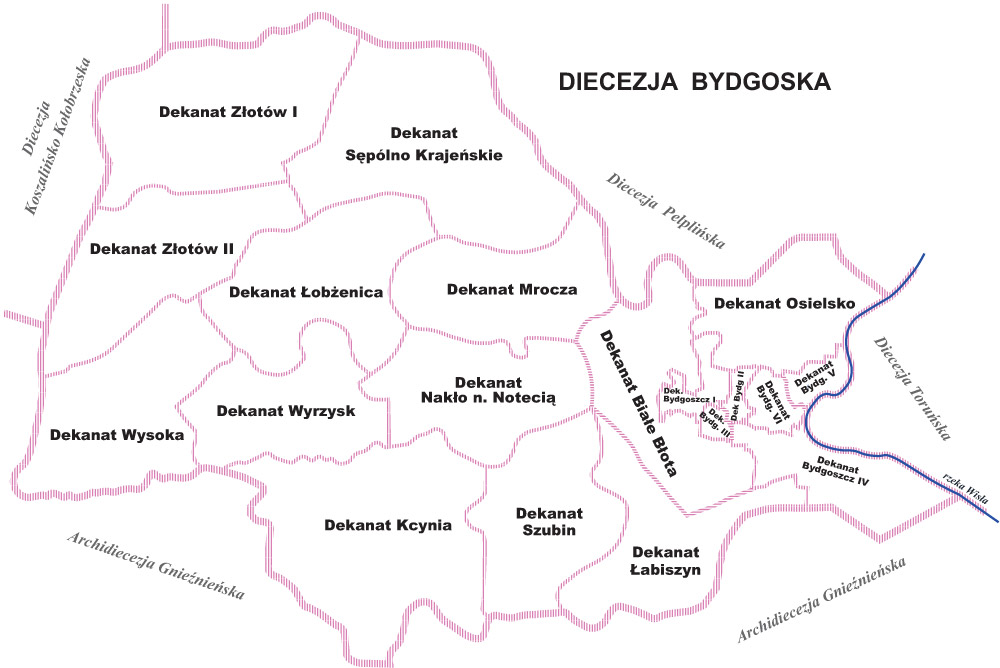 DIECEZJA BYDGOSKA
Diecezja
Koszalińsko Kołobrzeska
Dekanat Złotów I
Dekanat
Sępólno Krajeńskie
Diecezja Pelplińska
Dekanat Złotów II
Dekanat Łobżenica
Dekanat Mrocza
Dekanat Osielsko
Diecezja Toruńska
Dekanat Białe Błota
Dekanat
Nakło n. Notecią
Dekanat Wyrzysk
Dekanat Wysoka
Dek.
Bydgoszcz I
Dek.
Bydg. III
Dek Bydg II
Dekanat
Bydg. VI
Dekanat
Bydg. V
Dekanat
Bydgoszcz IV
rzeka Wisła
Dekanat Kcynia
Dekanat
Szubin
Dekanat
Łabiszyn
Archidiecezja Gnieźnieńska
Archidiecezja Gnieźnieńska